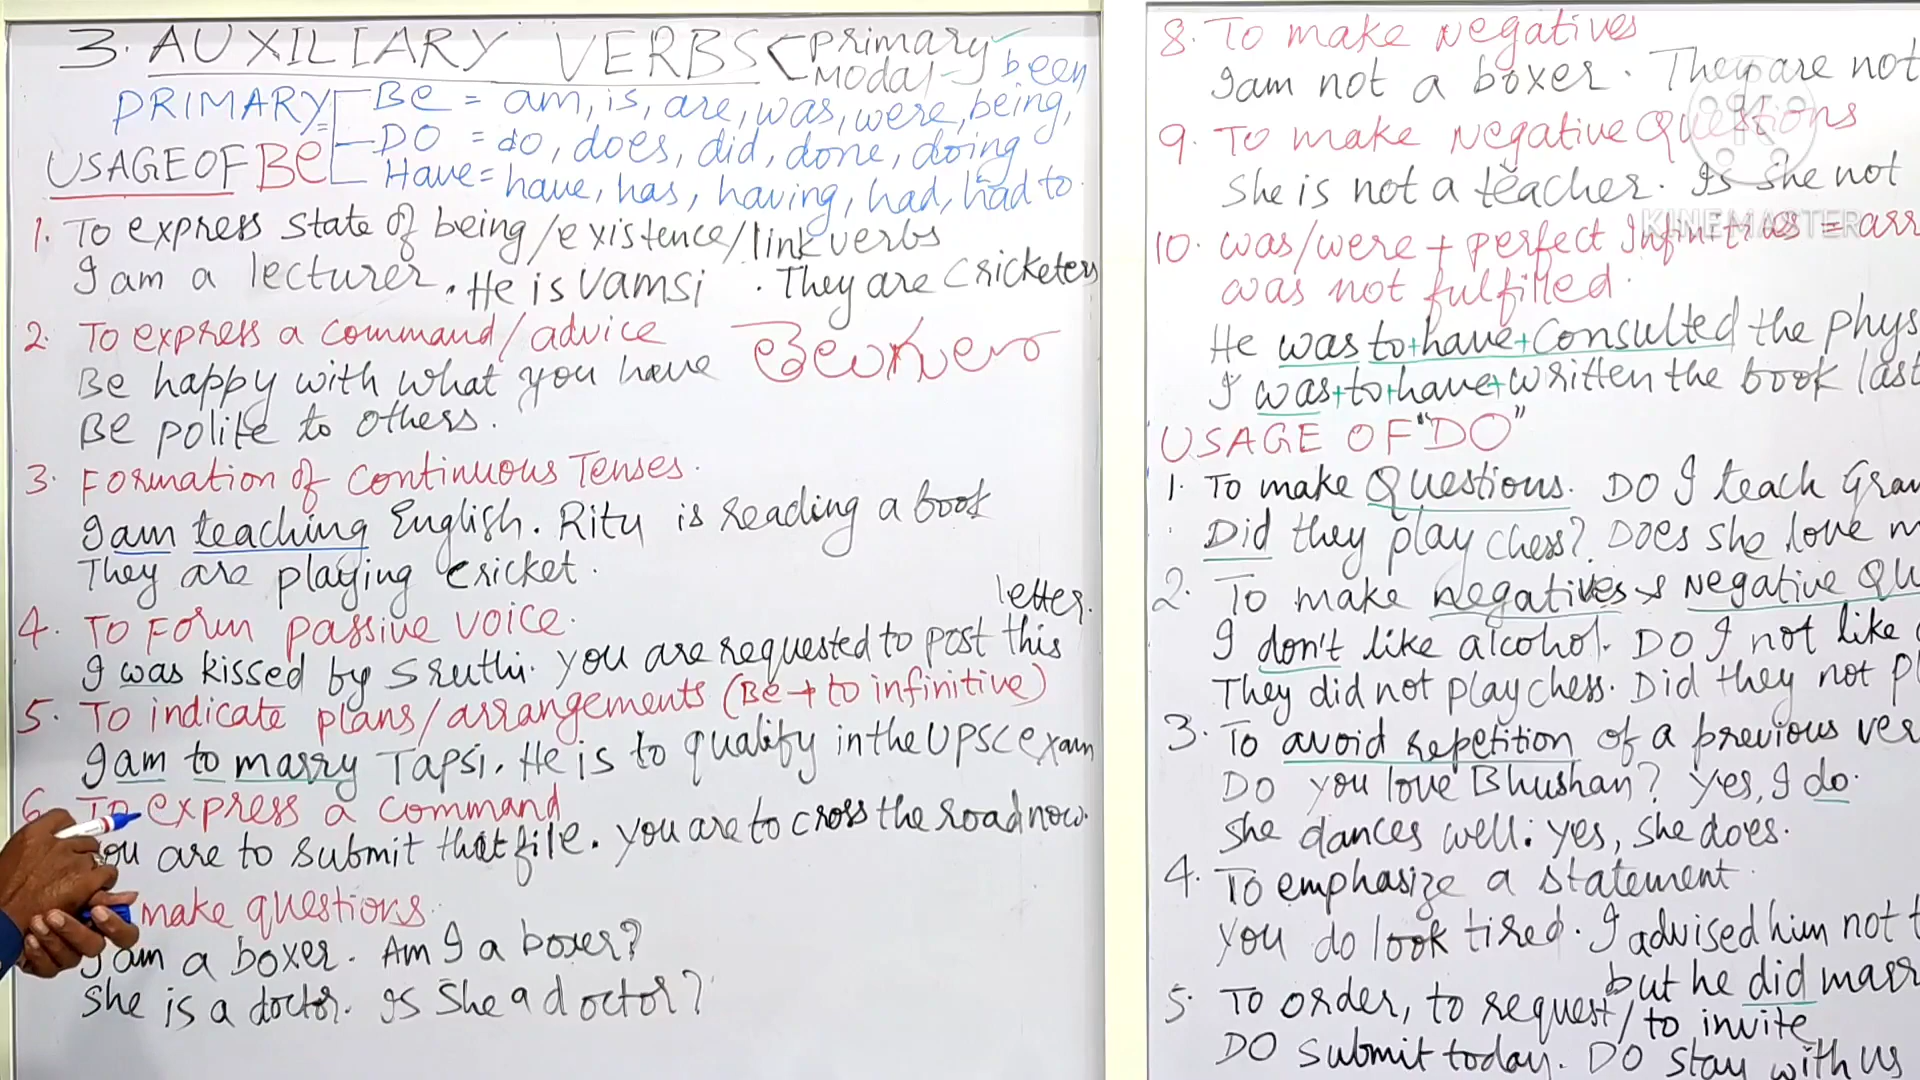 3. AUXILIARY VERBS < Primary
Modal
been
PRIMARY Be = am, is, are, was, were, being,
DO = do, does, did, done, doing
Have = have, has, having, had, had to.
USAGE OF BE
1. To express state of being/existence/link verbs
I am a lecturer. He is Vamsi. They are cricketers
2. To express a command/advice
Be happy with what you have
Be polite to others.
3. Formation of continuous Tenses.
I am teaching English. Ritu is reading a book
They are playing cricket.
4. To Form passive voice.
letter.
I was kissed by Sruthi. You are requested to post this
5. To indicate plans/arrangements (Be + to infinitive)
I am to marry Tapsi. He is to qualify in the UPSC exam
6. To express a command
You are to submit that file. You are to cross the road now.
make questions.
I am a boxer. Am I a boxer?
She is a doctor. Is She a doctor?
8. To make negatives
I am not a boxer. They are not
9. To make Negative Questions
She is not a teacher. Is she not
KINEMASTER
10. was/were + perfect Infinitives = arr
was not fulfilled.
He was to+have+consulted the phys
I was+to+have+written the book last
USAGE OF "DO"
1. To make Questions. DO I teach Gram
Did they play chess? Does she love m
2. To make negatives & Negative Qu
I don't like alcohol. DO I not like
They did not play chess. Did they not pl
3. To avoid repetition of a previous ver
Do you love Bhushan? Yes, I do.
She dances well: Yes, She does.
4. To emphasize a statement.
You do look tired. I advised him not t
but he did marr
5. To order, to request/to invite
DO submit today. DO stay with us